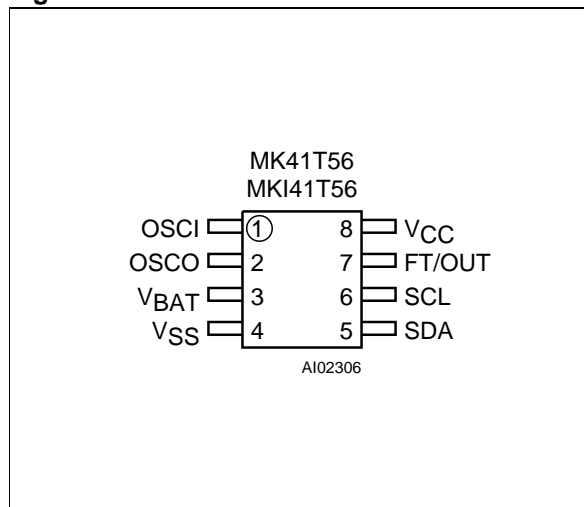 MK41T56
MKI41T56
OSCI 1 8 VCC
OSCO 2 7 FT/OUT
VBAT 3 6 SCL
VSS 4 5 SDA
AI02306